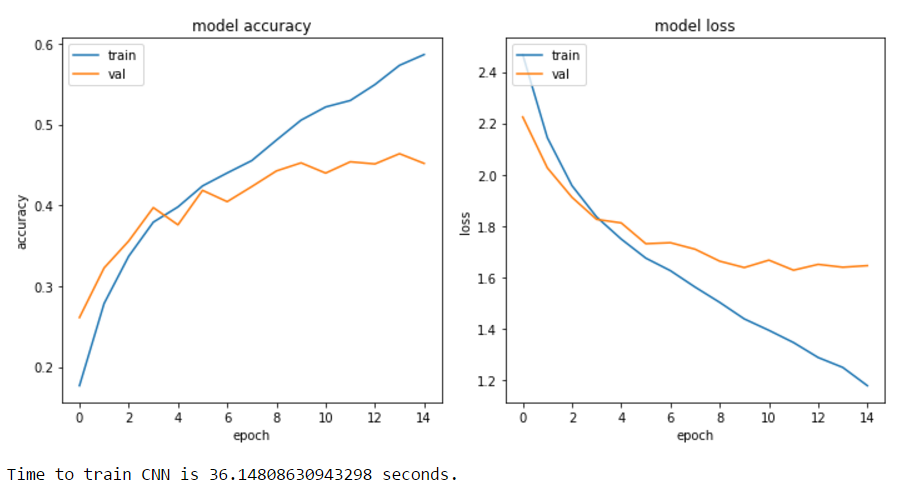 model accuracy
train
val
0.6
0.5
0.4
0.3
0.2
accuracy
0 2 4 6 8 10 12 14
epoch
model loss
train
val
2.4
2.2
2.0
1.8
1.6
1.4
1.2
loss
0 2 4 6 8 10 12 14
epoch
Time to train CNN is 36.14808630943298 seconds.